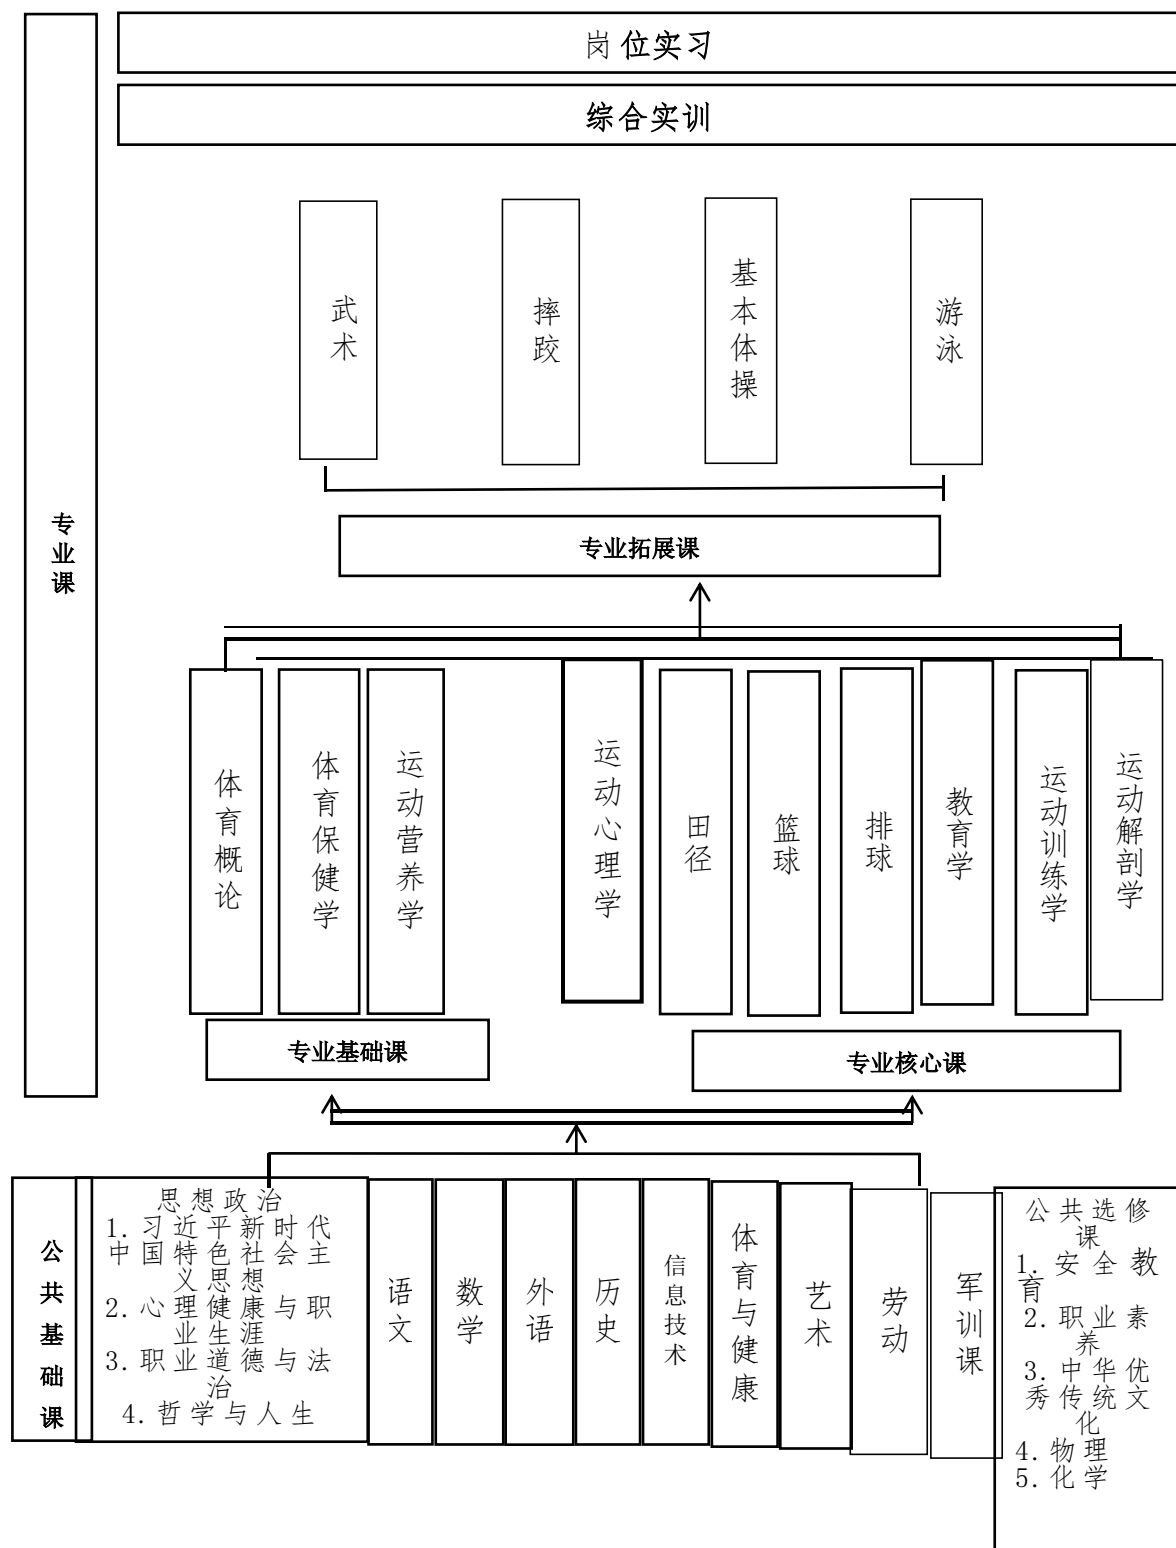 岗位实习
综合实训
专业课
武术
摔跤
基本体操
游泳
专业拓展课
体育概论
体育保健学
运动营养学
运动心理学
田径
篮球
排球
教育学
运动训练学
运动解剖学
专业基础课
专业核心课
公共基础课
思想政治
1.习近平新时代
中国特色社会主
义思想
2.心理健康与职
业生涯
3.职业道德与法
治
4.哲学与人生
语文
数学
外语
历史
信息技术
体育与健康
艺术
劳动
军训课
公共选修
课
1.安全教
育
2.职业素
养
3.中华优
秀传统文
化
4.物理
5.化学